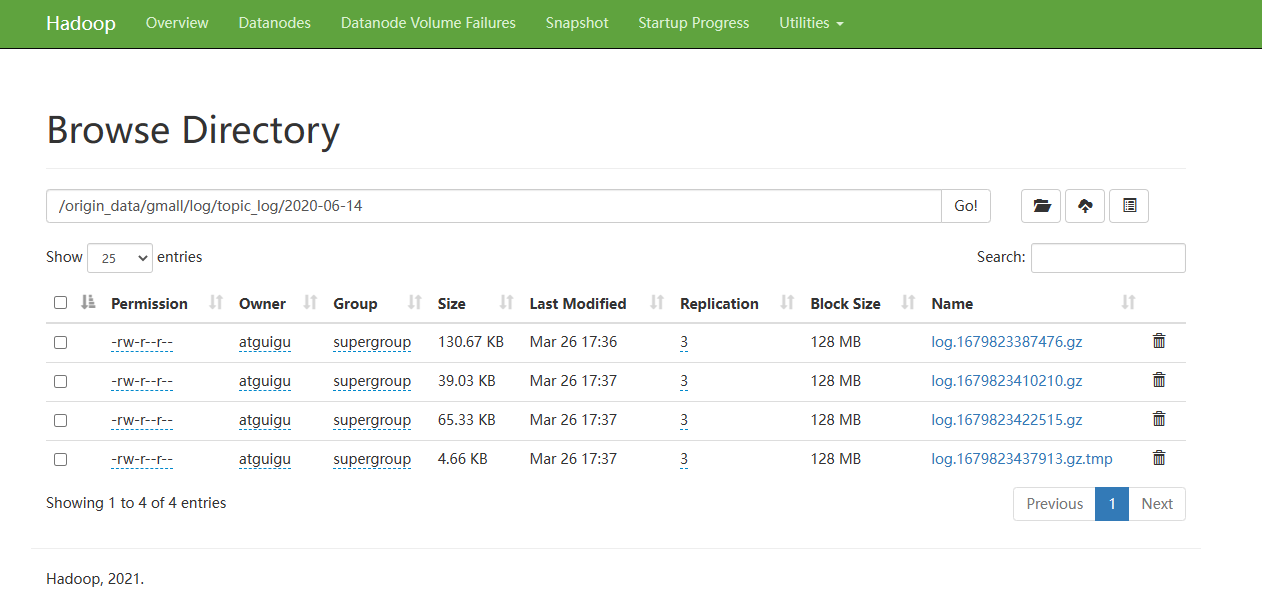 Hadoop Overview Datanodes Datanode Volume Failures Snapshot Startup Progress Utilities
Browse Directory
/origin_data/gmall/log/topic_log/2020-06-14 Go!
Show 25 entries Search:
Permission Owner Group Size Last Modified Replication Block Size Name
-rw-r--r-- atguigu supergroup 130.67 KB Mar 26 17:36 3 128 MB log.1679823387476.gz
-rw-r--r-- atguigu supergroup 39.03 KB Mar 26 17:37 3 128 MB log.1679823410210.gz
-rw-r--r-- atguigu supergroup 65.33 KB Mar 26 17:37 3 128 MB log.1679823422515.gz
-rw-r--r-- atguigu supergroup 4.66 KB Mar 26 17:37 3 128 MB log.1679823437913.gz.tmp
Showing 1 to 4 of 4 entries Previous 1 Next
Hadoop, 2021.